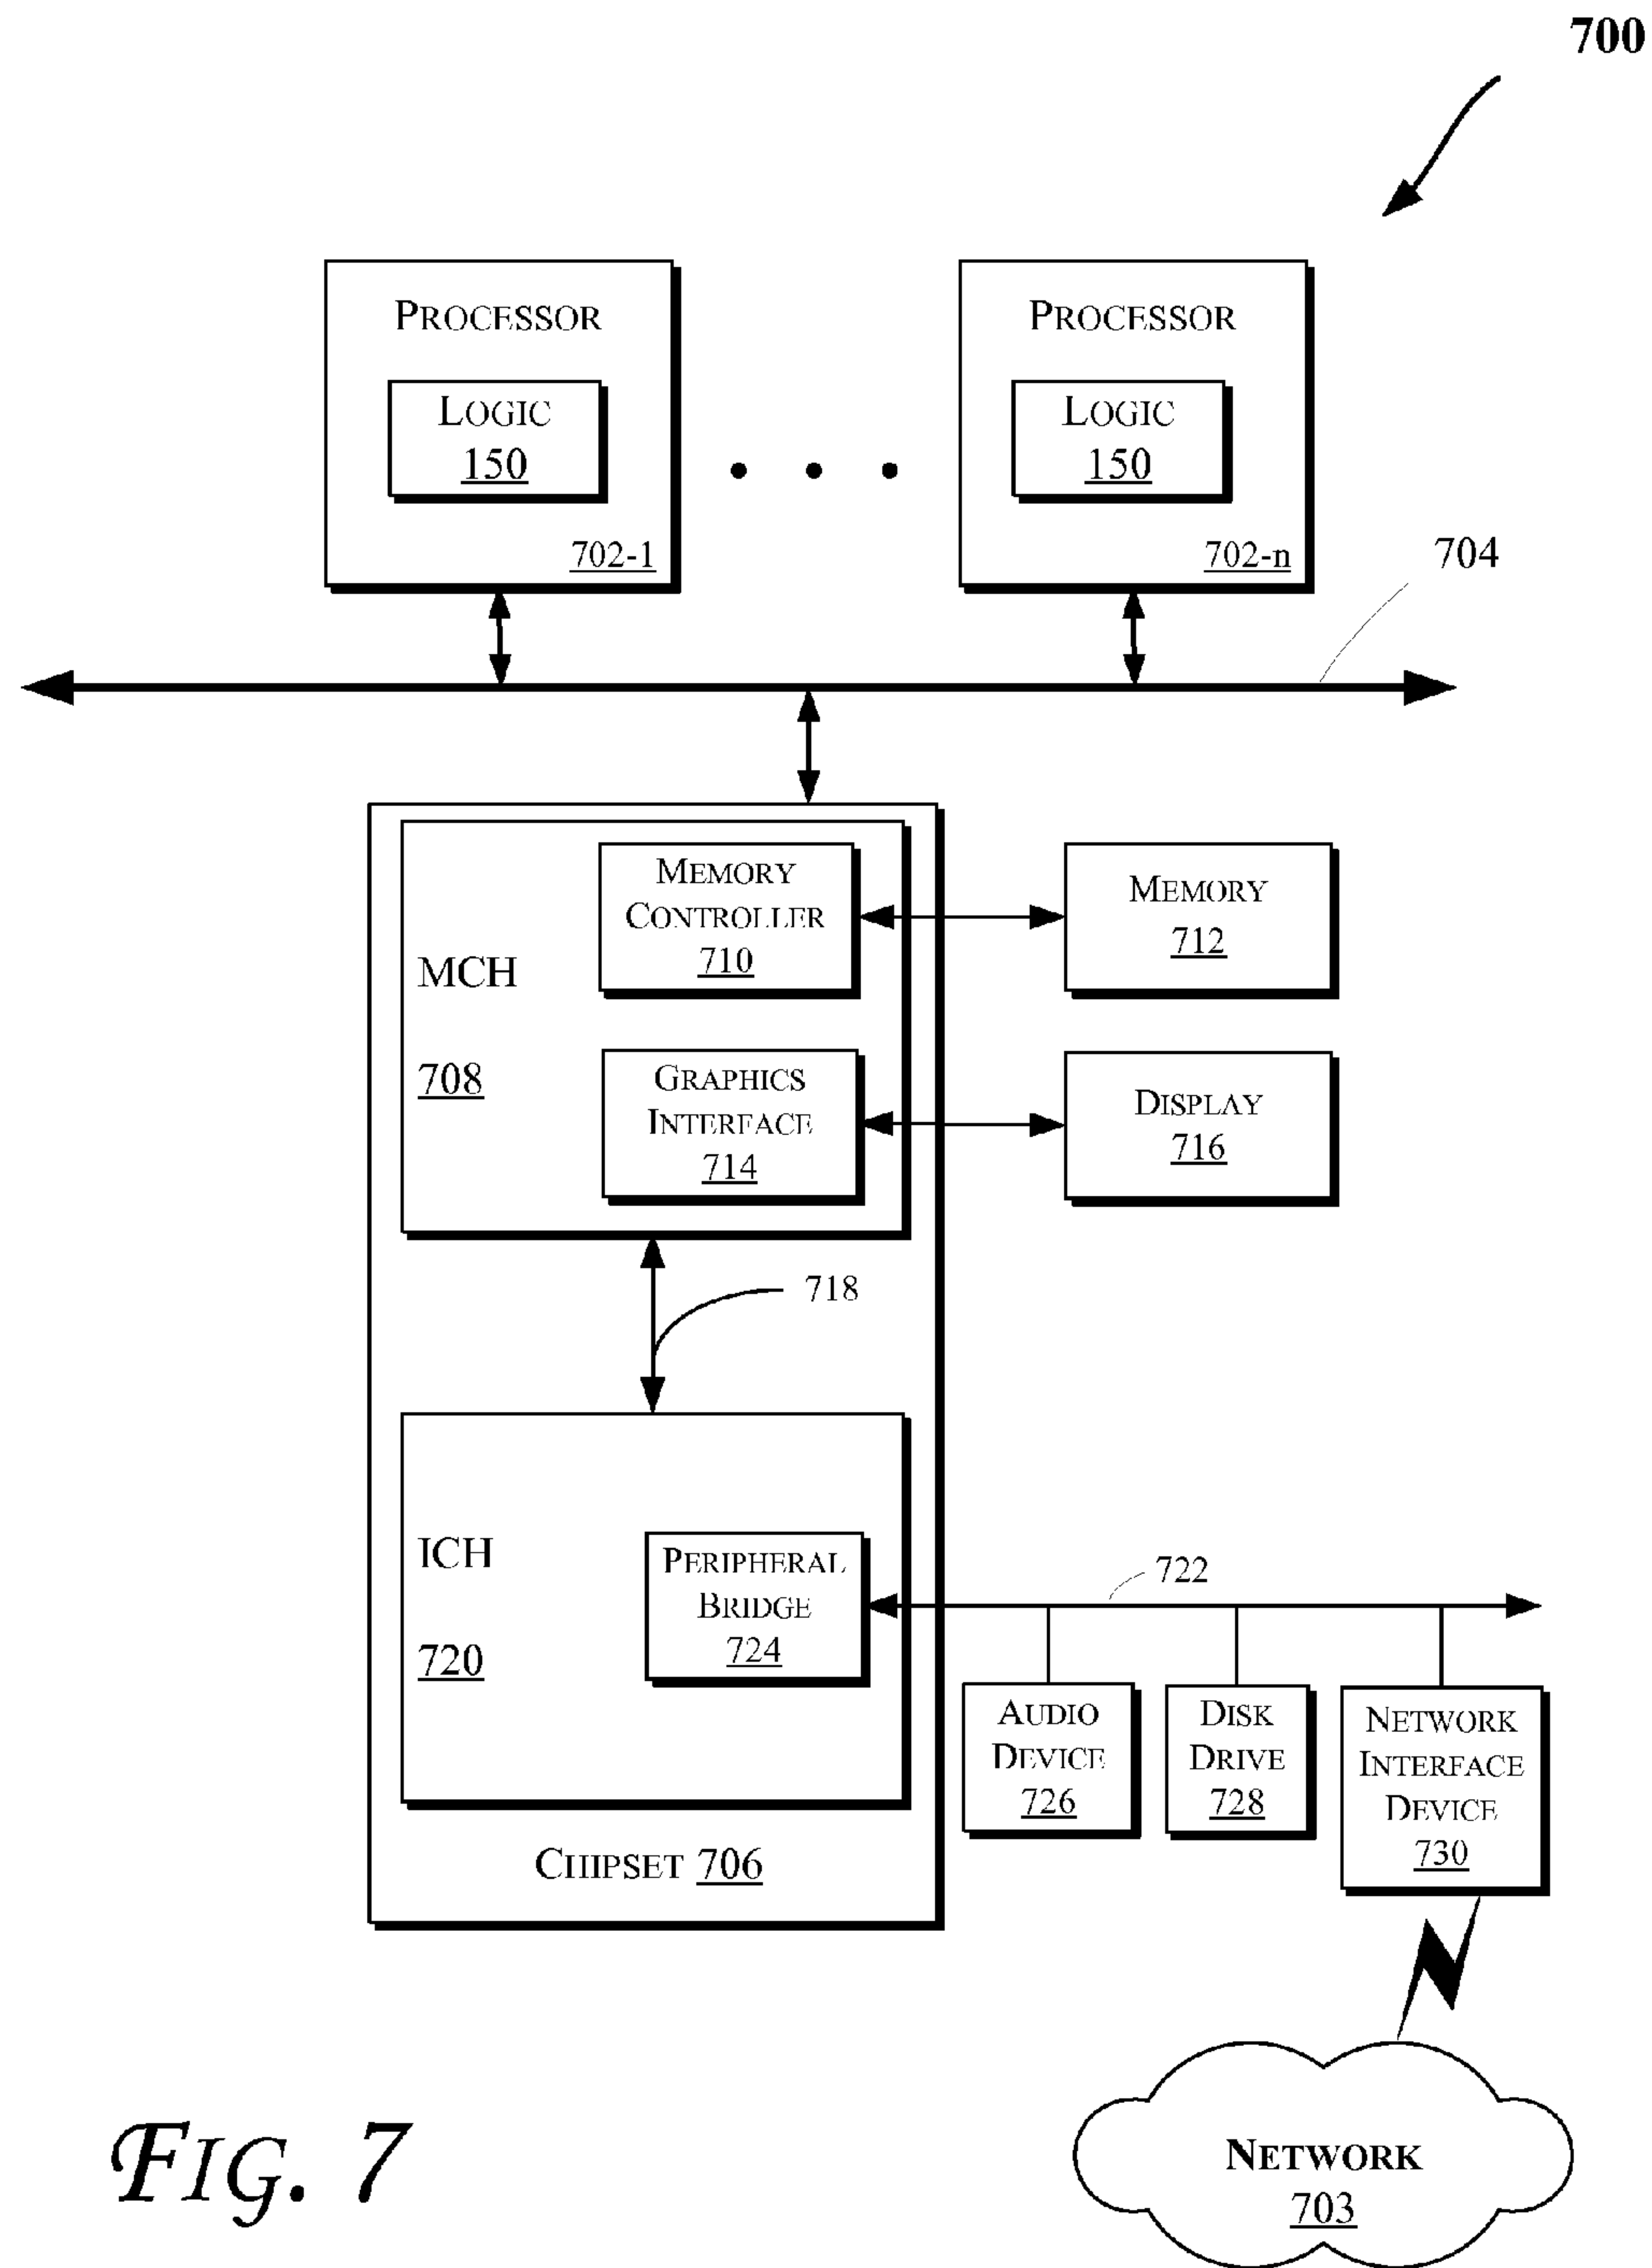 700
PROCESSOR
LOGIC
150
702-1
PROCESSOR
LOGIC
150
702-n
704
MEMORY
CONTROLLER
710
MEMORY
712
MCH
708
GRAPHICS
INTERFACE
714
DISPLAY
716
718
ICH
720
PERIPHERAL
BRIDGE
724
722
AUDIO
DEVICE
726
DISK
DRIVE
728
NETWORK
INTERFACE
DEVICE
730
CHIPSET 706
NETWORK
703
FIG. 7